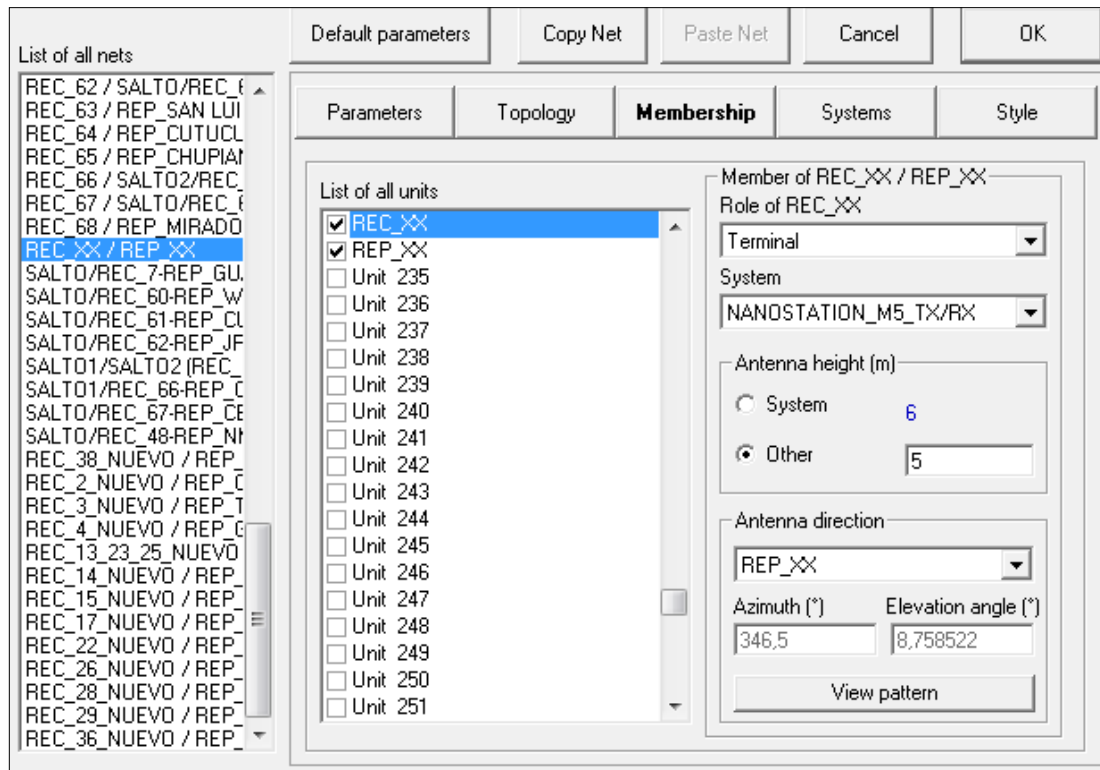 Default parameters
Copy Net
Paste Net
Cancel
OK
List of all nets
REC_62 / SALTO/REC_6
REC_63 / REP_SAN LUI
REC_64 / REP_CUTUCU
REC_65 / REP_CHUPIAN
REC_66 / SALTO2/REC_
REC_67 / SALTO/REC_6
REC_68 / REP_MIRADO
REC_XX / REP_XX
SALTO/REC_7-REP_GU
SALTO/REC_60-REP_W
SALTO/REC_61-REP_CU
SALTO/REC_62-REP_JF
SALTO1/SALTO2 (REC_
SALTO1/REC_66-REP_C
SALTO/REC_67-REP_CE
SALTO/REC_48-REP_N
REC_38_NUEVO / REP_
REC_2_NUEVO / REP_C
REC_3_NUEVO / REP_T
REC_4_NUEVO / REP_G
REC_13_23_25_NUEVO
REC_14_NUEVO / REP_
REC_15_NUEVO / REP_
REC_17_NUEVO / REP_
REC_22_NUEVO / REP_
REC_26_NUEVO / REP_
REC_28_NUEVO / REP_
REC_29_NUEVO / REP_
REC_36_NUEVO / REP_
Parameters
Topology
Membership
Systems
Style
List of all units
REC_XX
REP_XX
Unit 235
Unit 236
Unit 237
Unit 238
Unit 239
Unit 240
Unit 241
Unit 242
Unit 243
Unit 244
Unit 245
Unit 246
Unit 247
Unit 248
Unit 249
Unit 250
Unit 251
Member of REC_XX / REP_XX
Role of REC_XX
Terminal
System
NANOSTATION_M5_TX/RX
Antenna height (m)
System
6
Other
5
Antenna direction
REP_XX
Azimuth (°)
Elevation angle (°)
346,5
8,758522
View pattern